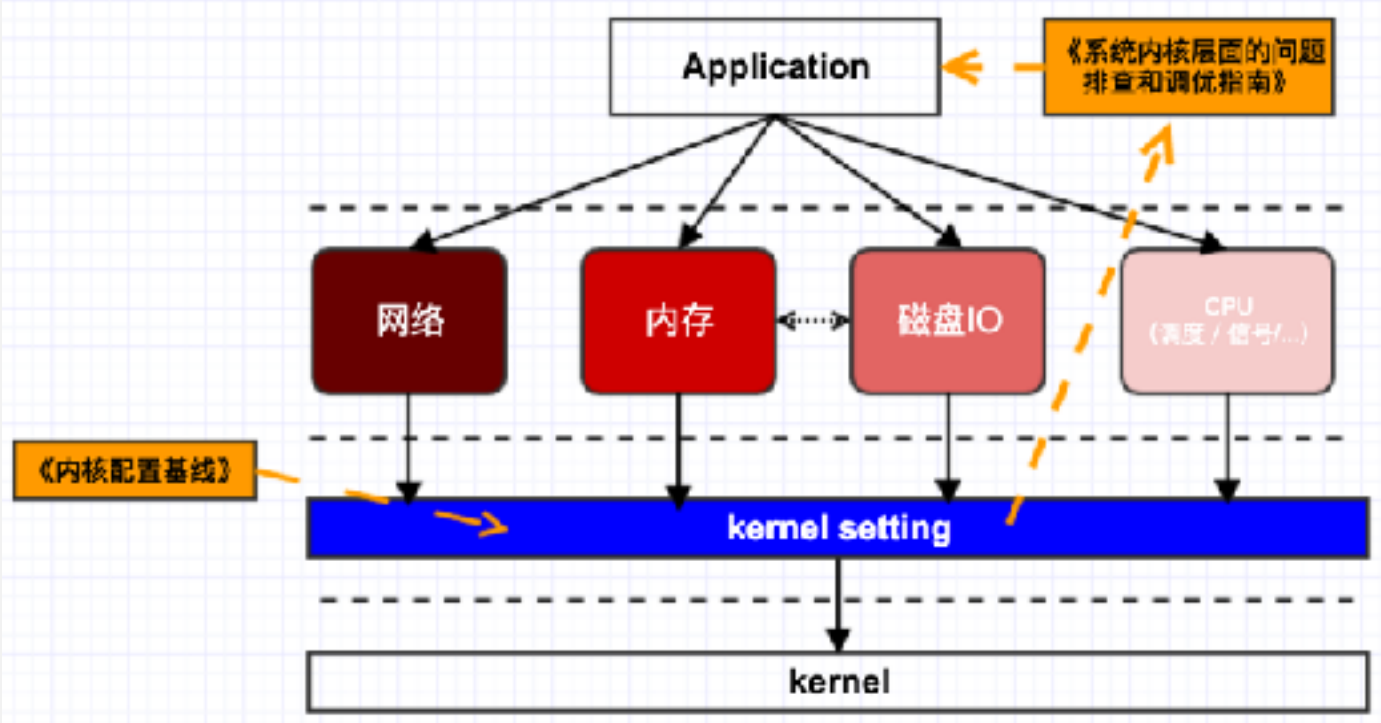 Application
《系统内核层面的问题
排查和调优指南》
网络
内存
磁盘IO
CPU
（调度 / 信号/...）
《内核配置基线》
kernel setting
kernel